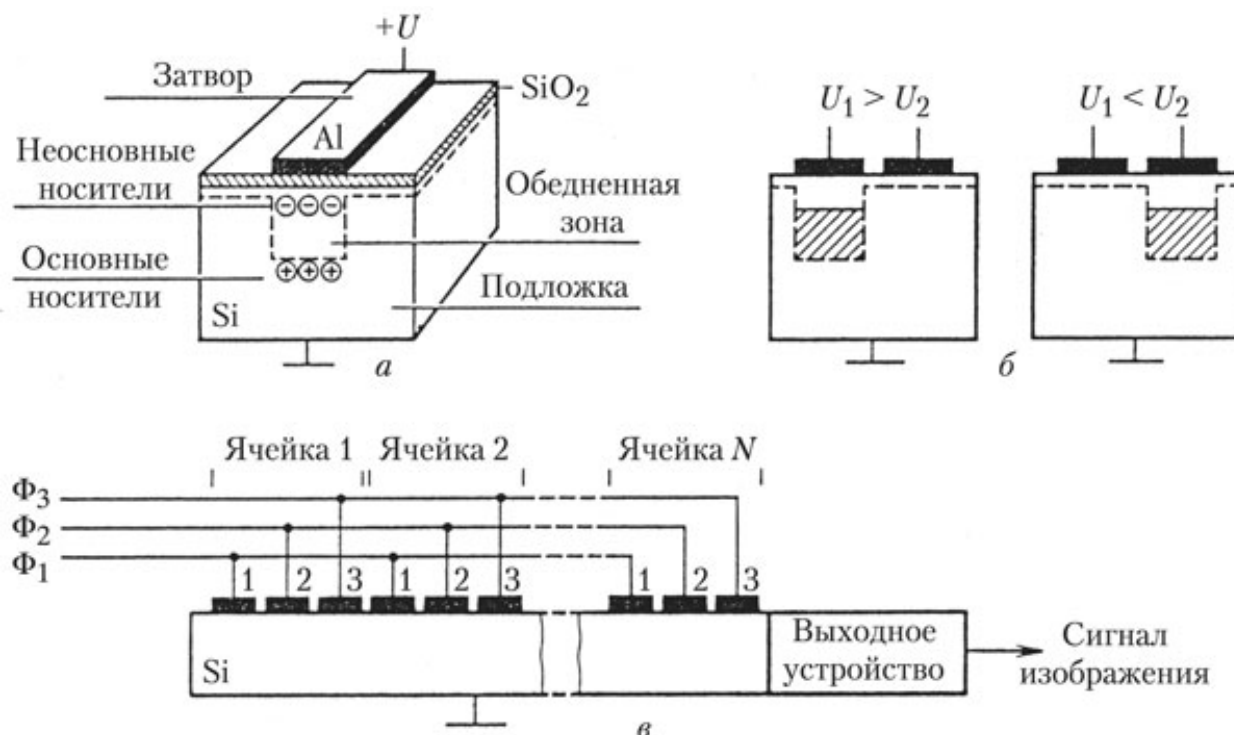 +U
Затвор
SiO2
Al
Неосновные
носители
Обедненная
зона
Основные
носители
Подложка
Si
а
U1 > U2
U1 < U2
б
Ячейка 1
Ячейка 2
Ячейка N
Ф3
Ф2
Ф1
1 2 3 1 2 3 1 2 3
Si
Выходное
устройство
Сигнал
изображения
в